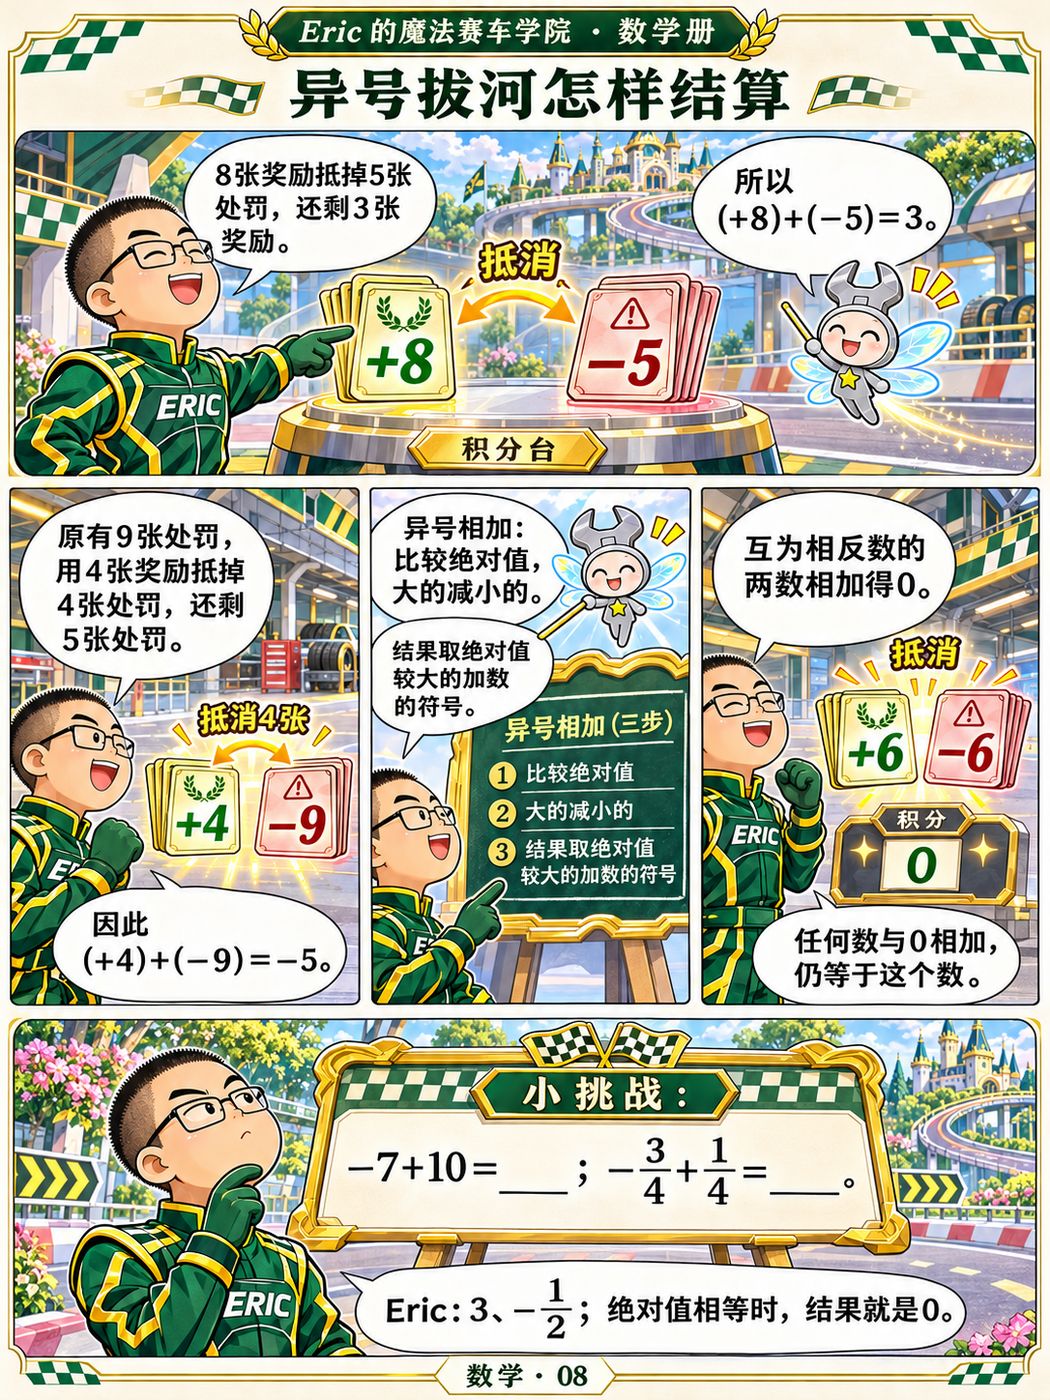 Eric 的魔法赛车学院 · 数学册
异号拔河怎样结算
8张奖励抵掉5张
处罚，还剩3张
奖励。
所以
(+8)+(−5)=3。
抵消
+8
−5
ERIC
积分台
原有9张处罚，
用4张奖励抵掉
4张处罚，还剩
5张处罚。
抵消4张
+4
−9
E
因此
(+4)+(−9)=−5。
异号相加：
比较绝对值，
大的减小的。
结果取绝对值
较大的加数
的符号。
异号相加(三步)
1 比较绝对值
2 大的减小的
3 结果取绝对值
较大的加数的符号
E
互为相反数的
两数相加得0。
抵消
+6
−6
ERIC
积分
0
任何数与0相加，
仍等于这个数。
小挑战：
−7+10=____；−3/4+1/4=____。
ERIC
Eric：3、−1/2；绝对值相等时，结果就是0。
数学 · 08